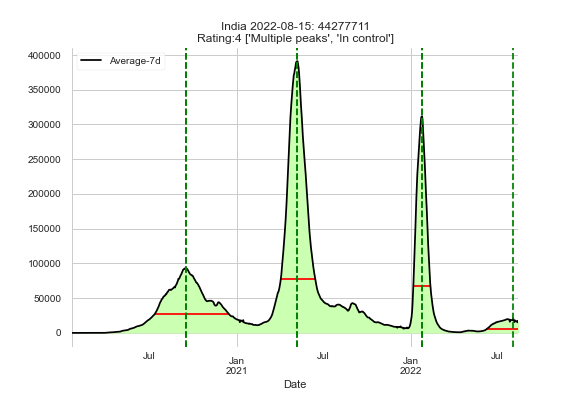 India 2022-08-15: 44277711
Rating:4 ['Multiple peaks', 'In control']
Average-7d
400000
350000
300000
250000
200000
150000
100000
50000
0
Jul
Jan
2021
Jul
Jan
2022
Jul
Date